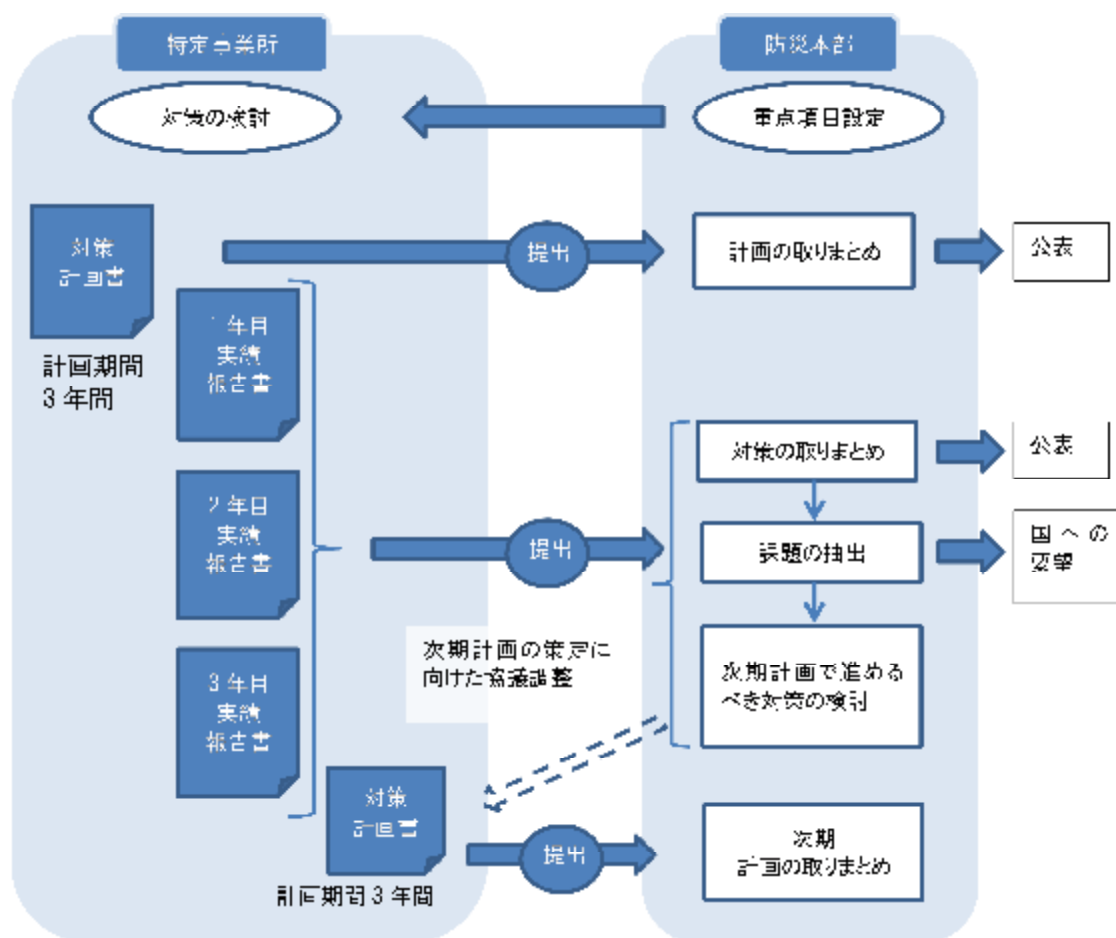 特定事業所
防災本部
対策の検討
重点項目設定
対策
計画書
提出
計画の取りまとめ
公表
計画期間
3年間
1年目
実績
報告書
対策の取りまとめ
公表
2年目
実績
報告書
提出
課題の抽出
国への
要望
次期計画の策定に
向けた協議調整
次期計画で進める
べき対策の検討
3年目
実績
報告書
対策
計画書
提出
次期
計画の取りまとめ
計画期間3年間